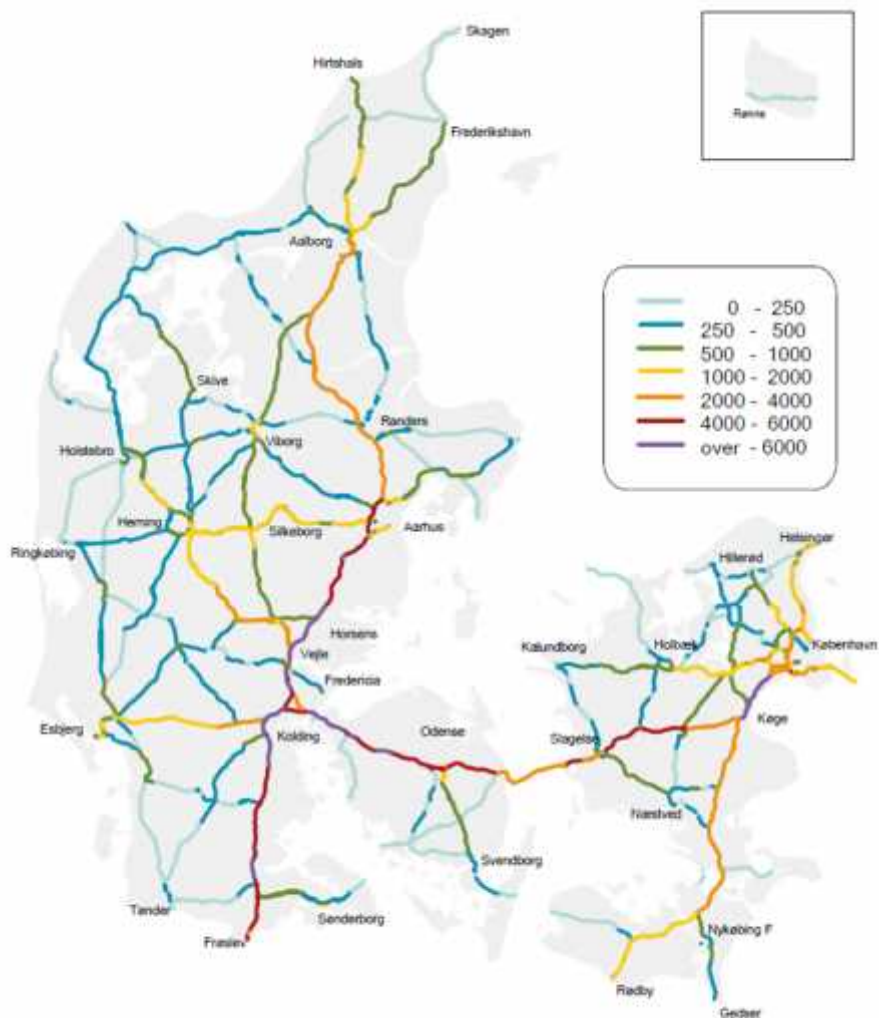 Skagen
Hirtshals
Rønne
Frederikshavn
Aalborg
0 - 250
250 - 500
500 - 1000
1000 - 2000
2000 - 4000
4000 - 6000
over - 6000
Skive
Randers
Viborg
Holstebro
Herning
Silkeborg
Aarhus
Ringkøbing
Helsingør
Hillerød
Horsens
Kalundborg
Holbæk
København
Vejle
Fredericia
Esbjerg
Kolding
Odense
Slagelse
Køge
Næstved
Svendborg
Tønder
Sønderborg
Frøslev
Nykøbing F
Rødby
Gedser